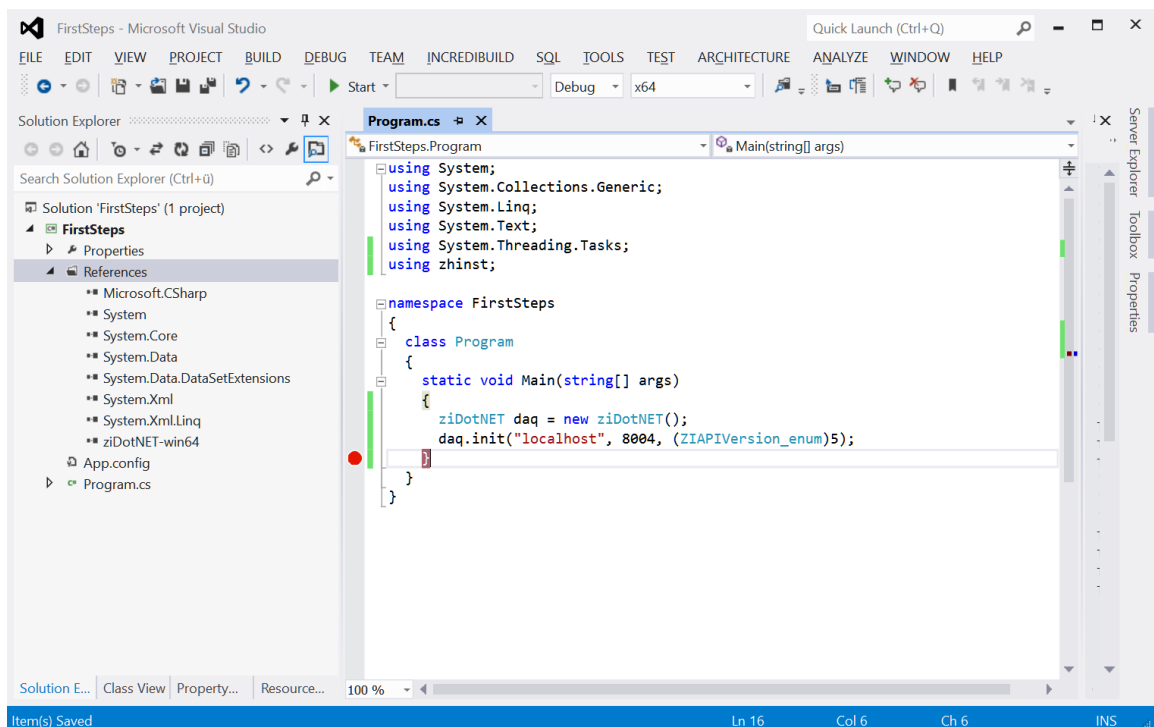 FirstSteps - Microsoft Visual Studio
Quick Launch (Ctrl+Q)
FILE EDIT VIEW PROJECT BUILD DEBUG TEAM INCREDIBUILD SQL TOOLS TEST ARCHITECTURE ANALYZE WINDOW HELP
Start Debug x64
Solution Explorer
Search Solution Explorer (Ctrl+ü)
Solution 'FirstSteps' (1 project)
FirstSteps
Properties
References
Microsoft.CSharp
System
System.Core
System.Data
System.Data.DataSetExtensions
System.Xml
System.Xml.Linq
ziDotNET-win64
App.config
Program.cs
Solution E... Class View Property... Resource...
Program.cs
FirstSteps.Program Main(string[] args)
using System;
using System.Collections.Generic;
using System.Linq;
using System.Text;
using System.Threading.Tasks;
using zhinst;
namespace FirstSteps
{
class Program
{
static void Main(string[] args)
{
ziDotNET daq = new ziDotNET();
daq.init("localhost", 8004, (ZIAPIVersion_enum)5);
}
}
}
100 %
Server Explorer
Toolbox
Properties
Item(s) Saved Ln 16 Col 6 Ch 6 INS